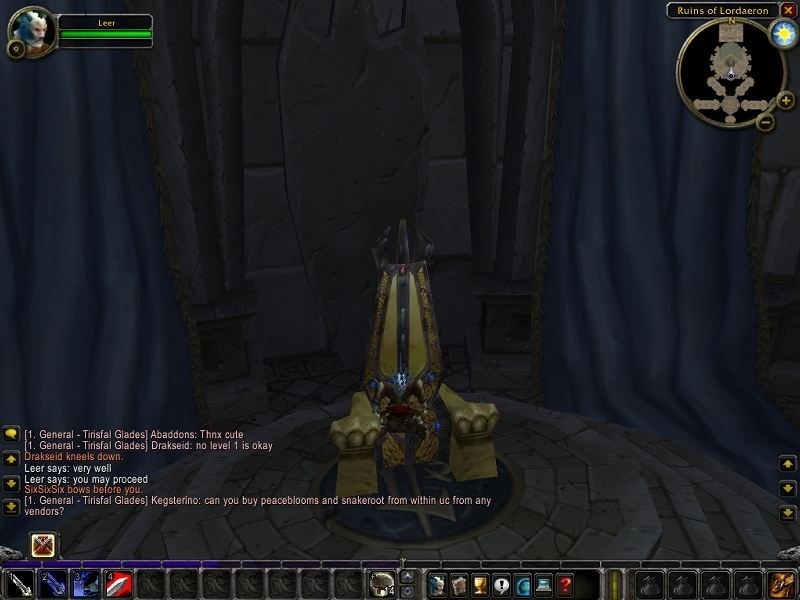 Leer
9
Ruins of Lordaeron
N
[1. General - Tirisfal Glades] Abaddons: Thnx cute
[1. General - Tirisfal Glades] Drakseid: no level 1 is okay
Drakseid kneels down.
Leer says: very well
Leer says: you may proceed
SixSixSix bows before you.
[1. General - Tirisfal Glades] Kegsterino: can you buy peaceblooms and snakeroot from within uc from any
vendors?
1 2 3 4